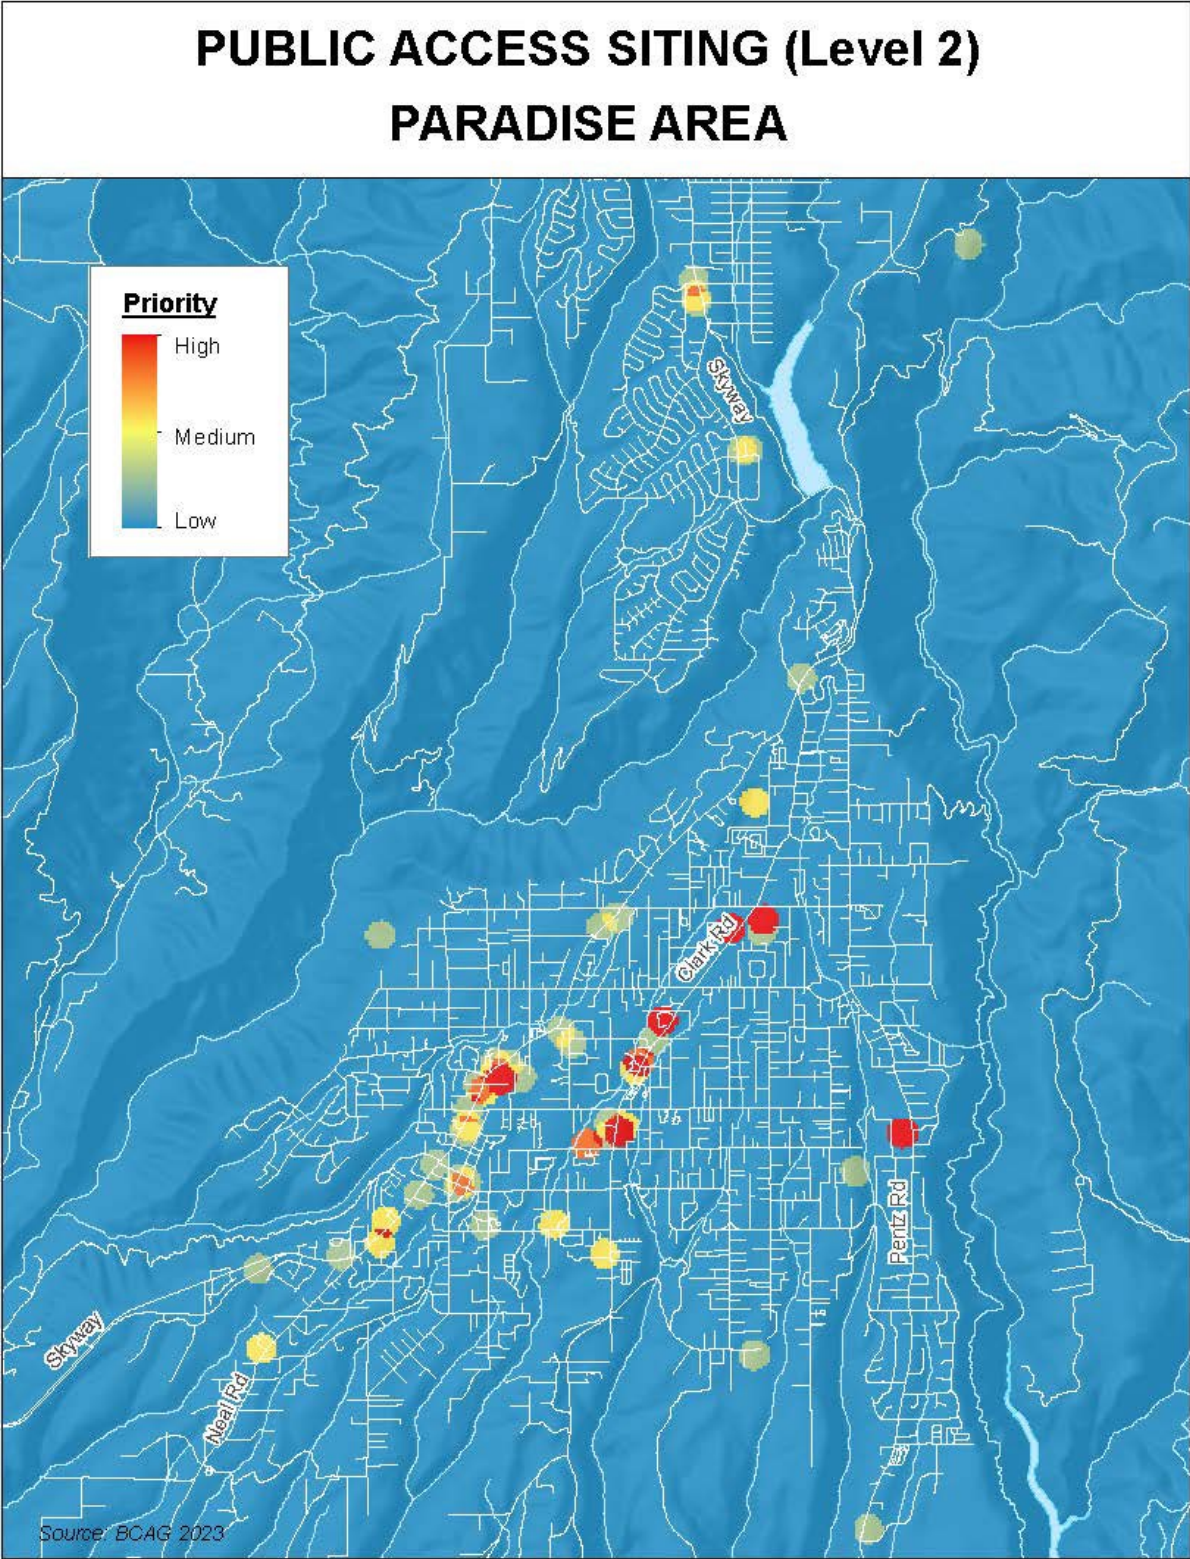 PUBLIC ACCESS SITING (Level 2)
PARADISE AREA
Priority
High
Medium
Low
Skyway
Clark Rd
Pentz Rd
Skyway
Neal Rd
Source: BCAG 2023